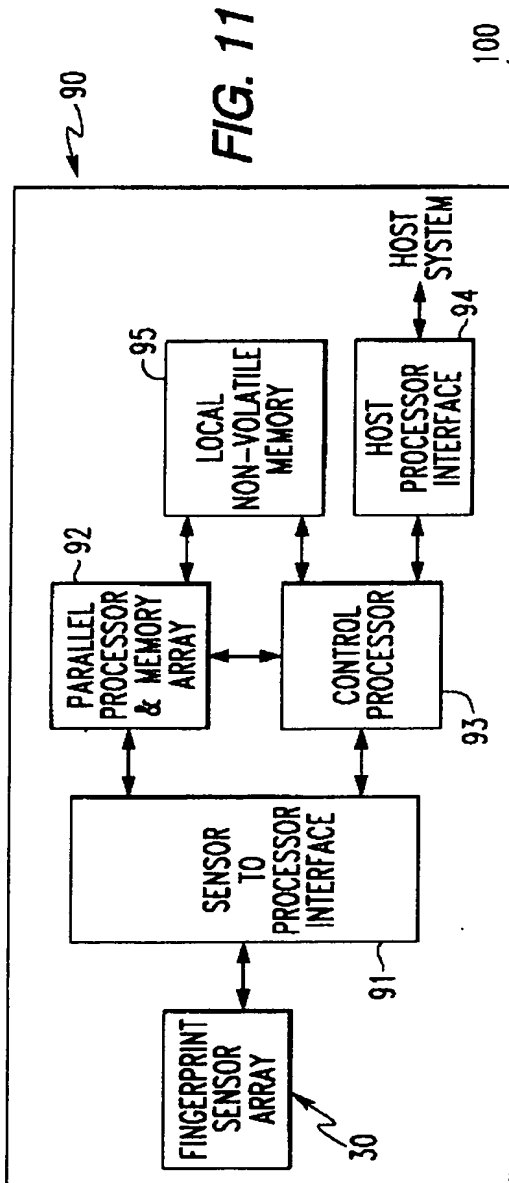 FINGERPRINT
SENSOR
ARRAY
30
SENSOR
TO
PROCESSOR
INTERFACE
91
PARALLEL
PROCESSOR
& MEMORY
ARRAY
92
CONTROL
PROCESSOR
93
LOCAL
NON-VOLATILE
MEMORY
95
HOST
PROCESSOR
INTERFACE
94
HOST
SYSTEM
90
FIG. 11
100